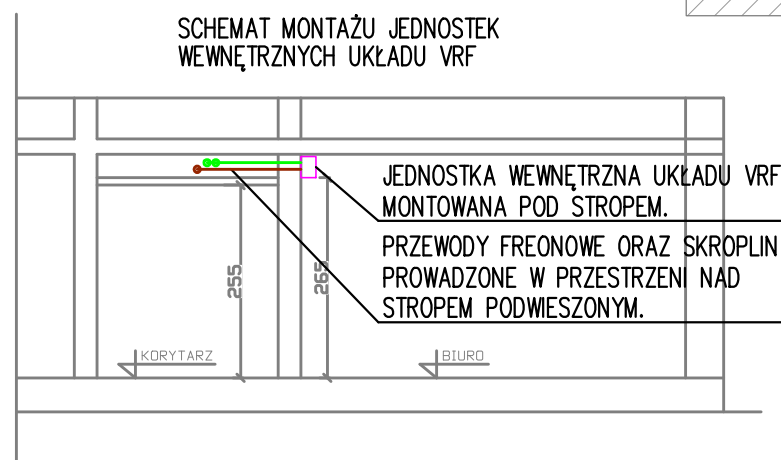 SCHEMAT MONTAŻU JEDNOSTEK
WEWNĘTRZNYCH UKŁADU VRF
JEDNOSTKA WEWNĘTRZNA UKŁADU VRF
MONTOWANA POD STROPEM.
PRZEWODY FREONOWE ORAZ SKROPLIN
PROWADZONE W PRZESTRZENI NAD
STROPEM PODWIESZONYM.
255
265
KORYTARZ
BIURO